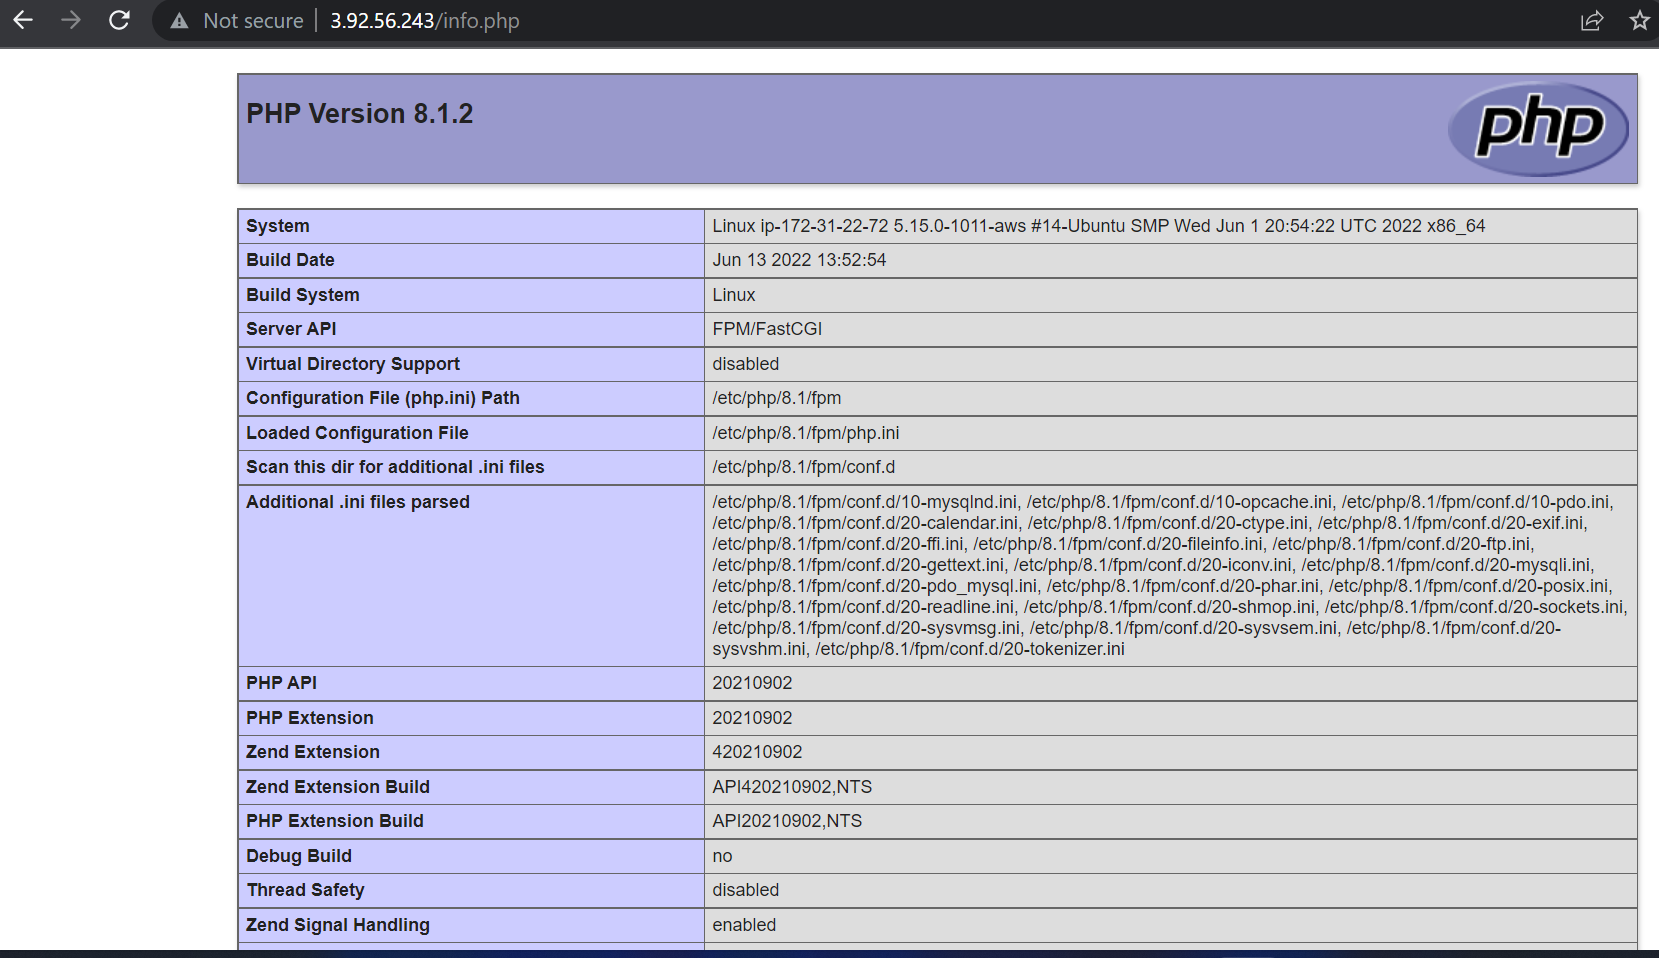 Not secure 3.92.56.243/info.php
PHP Version 8.1.2
php
System Linux ip-172-31-22-72 5.15.0-1011-aws #14-Ubuntu SMP Wed Jun 1 20:54:22 UTC 2022 x86_64
Build Date Jun 13 2022 13:52:54
Build System Linux
Server API FPM/FastCGI
Virtual Directory Support disabled
Configuration File (php.ini) Path /etc/php/8.1/fpm
Loaded Configuration File /etc/php/8.1/fpm/php.ini
Scan this dir for additional .ini files /etc/php/8.1/fpm/conf.d
Additional .ini files parsed /etc/php/8.1/fpm/conf.d/10-mysqlnd.ini, /etc/php/8.1/fpm/conf.d/10-opcache.ini, /etc/php/8.1/fpm/conf.d/10-pdo.ini,
/etc/php/8.1/fpm/conf.d/20-calendar.ini, /etc/php/8.1/fpm/conf.d/20-ctype.ini, /etc/php/8.1/fpm/conf.d/20-exif.ini,
/etc/php/8.1/fpm/conf.d/20-ffi.ini, /etc/php/8.1/fpm/conf.d/20-fileinfo.ini, /etc/php/8.1/fpm/conf.d/20-ftp.ini,
/etc/php/8.1/fpm/conf.d/20-gettext.ini, /etc/php/8.1/fpm/conf.d/20-iconv.ini, /etc/php/8.1/fpm/conf.d/20-mysqli.ini,
/etc/php/8.1/fpm/conf.d/20-pdo_mysql.ini, /etc/php/8.1/fpm/conf.d/20-phar.ini, /etc/php/8.1/fpm/conf.d/20-posix.ini,
/etc/php/8.1/fpm/conf.d/20-readline.ini, /etc/php/8.1/fpm/conf.d/20-shmop.ini, /etc/php/8.1/fpm/conf.d/20-sockets.ini,
/etc/php/8.1/fpm/conf.d/20-sysvmsg.ini, /etc/php/8.1/fpm/conf.d/20-sysvsem.ini, /etc/php/8.1/fpm/conf.d/20-
sysvshm.ini, /etc/php/8.1/fpm/conf.d/20-tokenizer.ini
PHP API 20210902
PHP Extension 20210902
Zend Extension 420210902
Zend Extension Build API420210902,NTS
PHP Extension Build API20210902,NTS
Debug Build no
Thread Safety disabled
Zend Signal Handling enabled